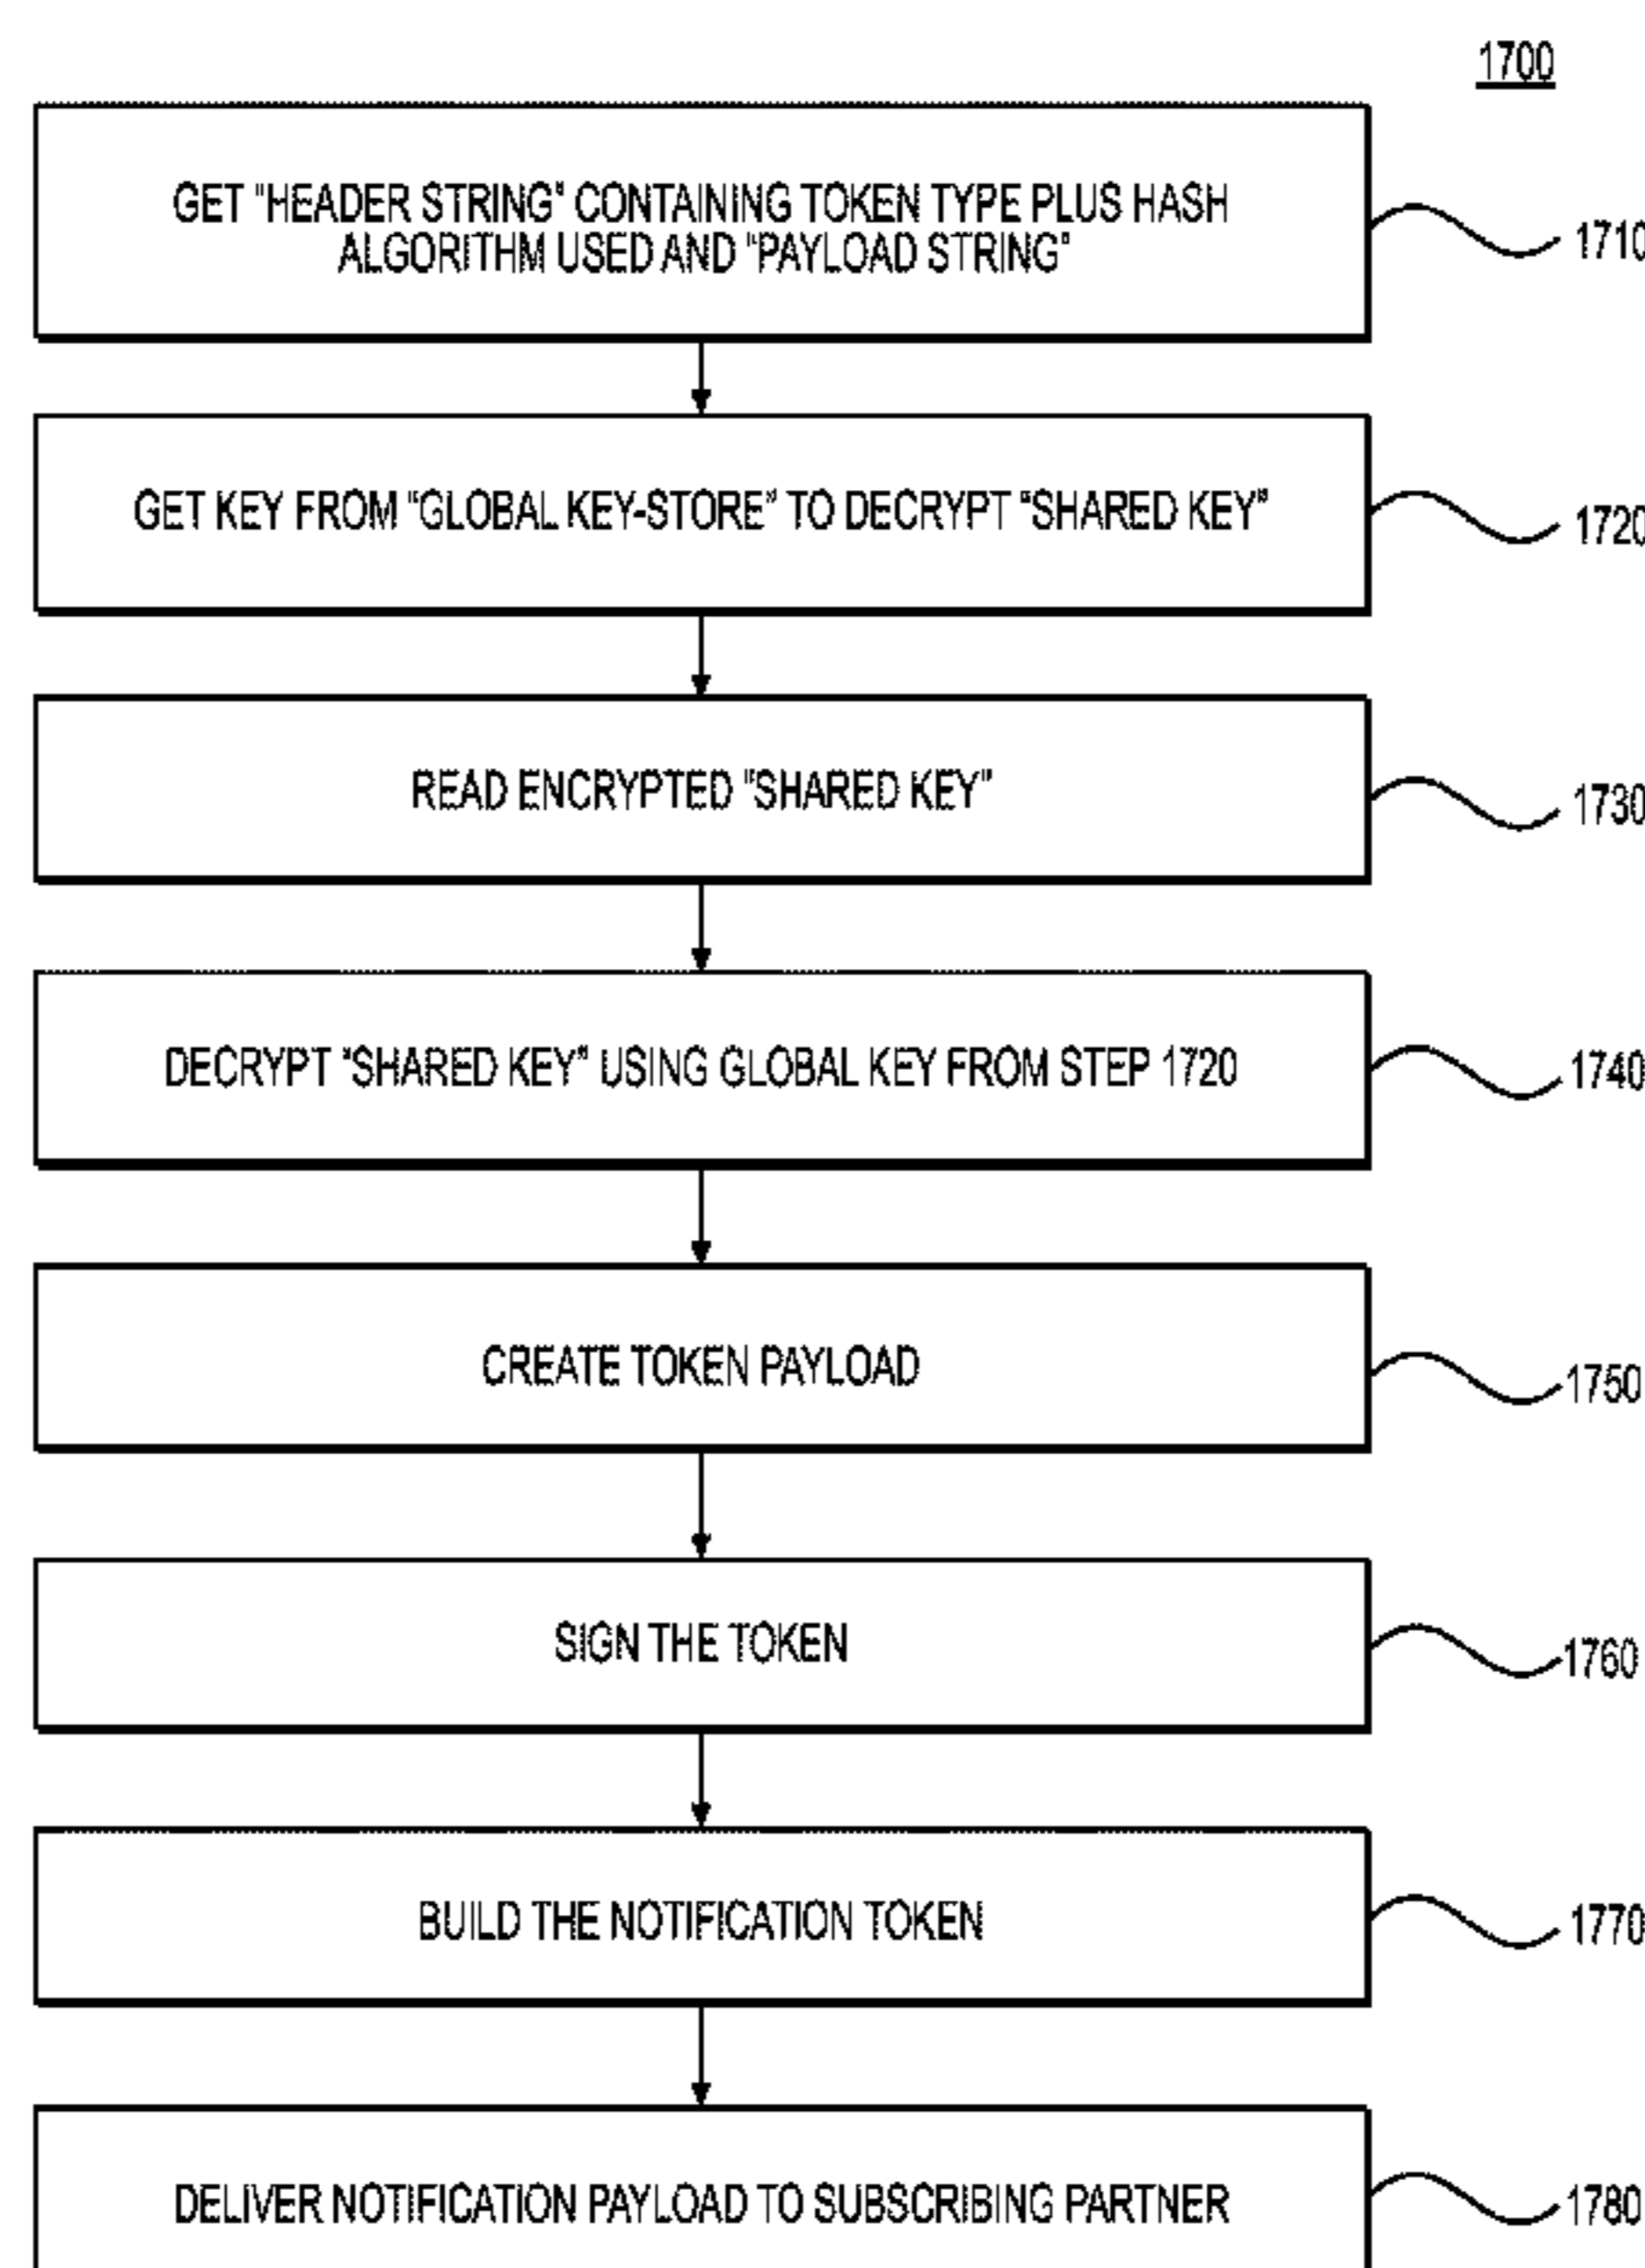 1700
GET "HEADER STRING" CONTAINING TOKEN TYPE PLUS HASH
ALGORITHM USED AND "PAYLOAD STRING"
1710
GET KEY FROM "GLOBAL KEY-STORE" TO DECRYPT "SHARED KEY"
1720
READ ENCRYPTED "SHARED KEY"
1730
DECRYPT "SHARED KEY" USING GLOBAL KEY FROM STEP 1720
1740
CREATE TOKEN PAYLOAD
1750
SIGN THE TOKEN
1760
BUILD THE NOTIFICATION TOKEN
1770
DELIVER NOTIFICATION PAYLOAD TO SUBSCRIBING PARTNER
1780